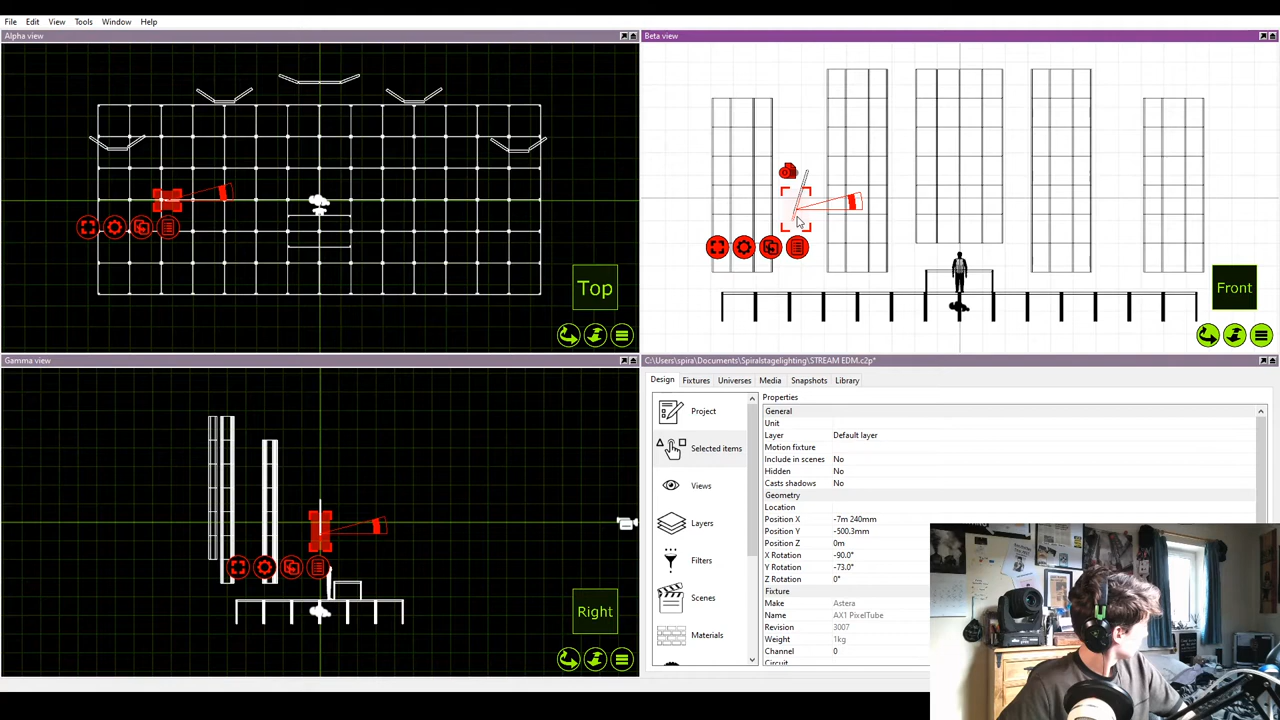 File Edit View Tools Window Help
Alpha view
Beta view
Top
Front
Gamma view
Right
C:\Users\spira\Documents\Spiralstagelighting\STREAM EDM.c2p*
Design Fixtures Universes Media Snapshots Library
Project
Selected items
Views
Layers
Filters
Scenes
Materials
Properties
General
Unit
Layer Default layer
Motion fixture
Include in scenes No
Hidden No
Casts shadows No
Geometry
Location
Position X -7m 240mm
Position Y -500.3mm
Position Z 0m
X Rotation -90.0°
Y Rotation -73.0°
Z Rotation 0°
Fixture
Make Astera
Name AX1 PixelTube
Revision 3007
Weight 1kg
Channel 0
Circuit